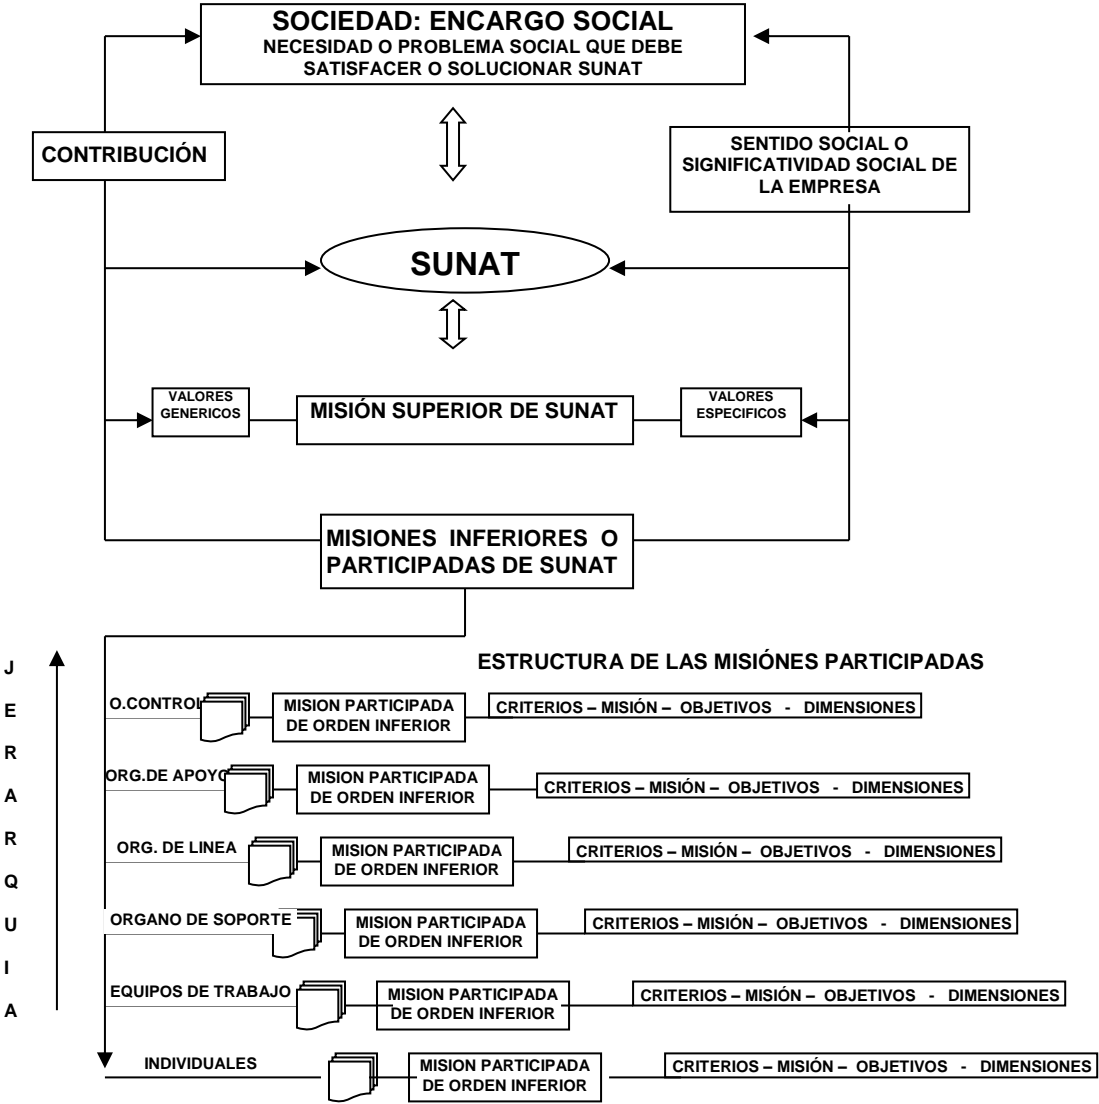 SOCIEDAD: ENCARGO SOCIAL
NECESIDAD O PROBLEMA SOCIAL QUE DEBE
SATISFACER O SOLUCIONAR SUNAT
CONTRIBUCIÓN
SENTIDO SOCIAL O
SIGNIFICATIVIDAD SOCIAL DE
LA EMPRESA
SUNAT
VALORES
GENERICOS
MISIÓN SUPERIOR DE SUNAT
VALORES
ESPECIFICOS
MISIONES INFERIORES O
PARTICIPADAS DE SUNAT
J
E
R
A
R
Q
U
I
A
ESTRUCTURA DE LAS MISIÓNES PARTICIPADAS
O.CONTROL
MISION PARTICIPADA
DE ORDEN INFERIOR
CRITERIOS – MISIÓN – OBJETIVOS - DIMENSIONES
ORG.DE APOYO
MISION PARTICIPADA
DE ORDEN INFERIOR
CRITERIOS – MISIÓN – OBJETIVOS - DIMENSIONES
ORG. DE LINEA
MISION PARTICIPADA
DE ORDEN INFERIOR
CRITERIOS – MISIÓN – OBJETIVOS - DIMENSIONES
ORGANO DE SOPORTE
MISION PARTICIPADA
DE ORDEN INFERIOR
CRITERIOS – MISIÓN – OBJETIVOS - DIMENSIONES
EQUIPOS DE TRABAJO
MISION PARTICIPADA
DE ORDEN INFERIOR
CRITERIOS – MISIÓN – OBJETIVOS - DIMENSIONES
INDIVIDUALES
MISION PARTICIPADA
DE ORDEN INFERIOR
CRITERIOS – MISIÓN – OBJETIVOS - DIMENSIONES